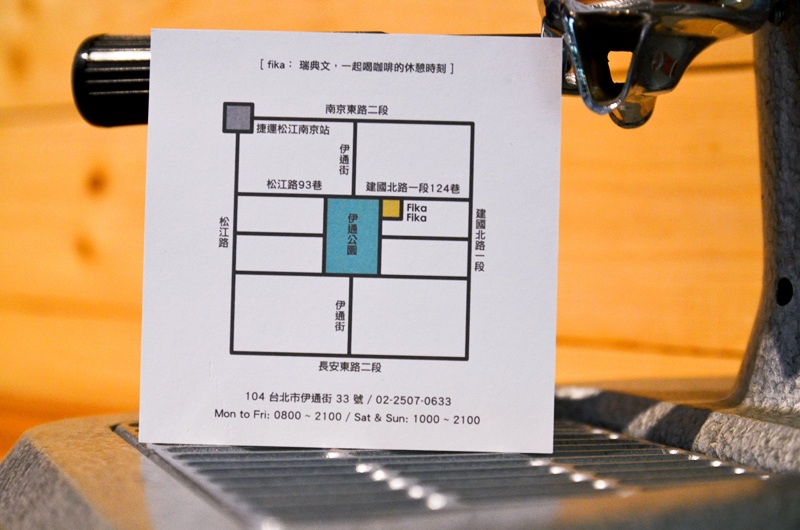 [ fika： 瑞典文，一起喝咖啡的休憩時刻 ]
南京東路二段
捷運松江南京站
伊通街
松江路93巷
建國北路一段124巷
Fika
Fika
松江路
伊通公園
建國北路一段
伊通街
長安東路二段
104 台北市伊通街 33 號 / 02-2507-0633
Mon to Fri: 0800 ~ 2100 / Sat & Sun: 1000 ~ 2100